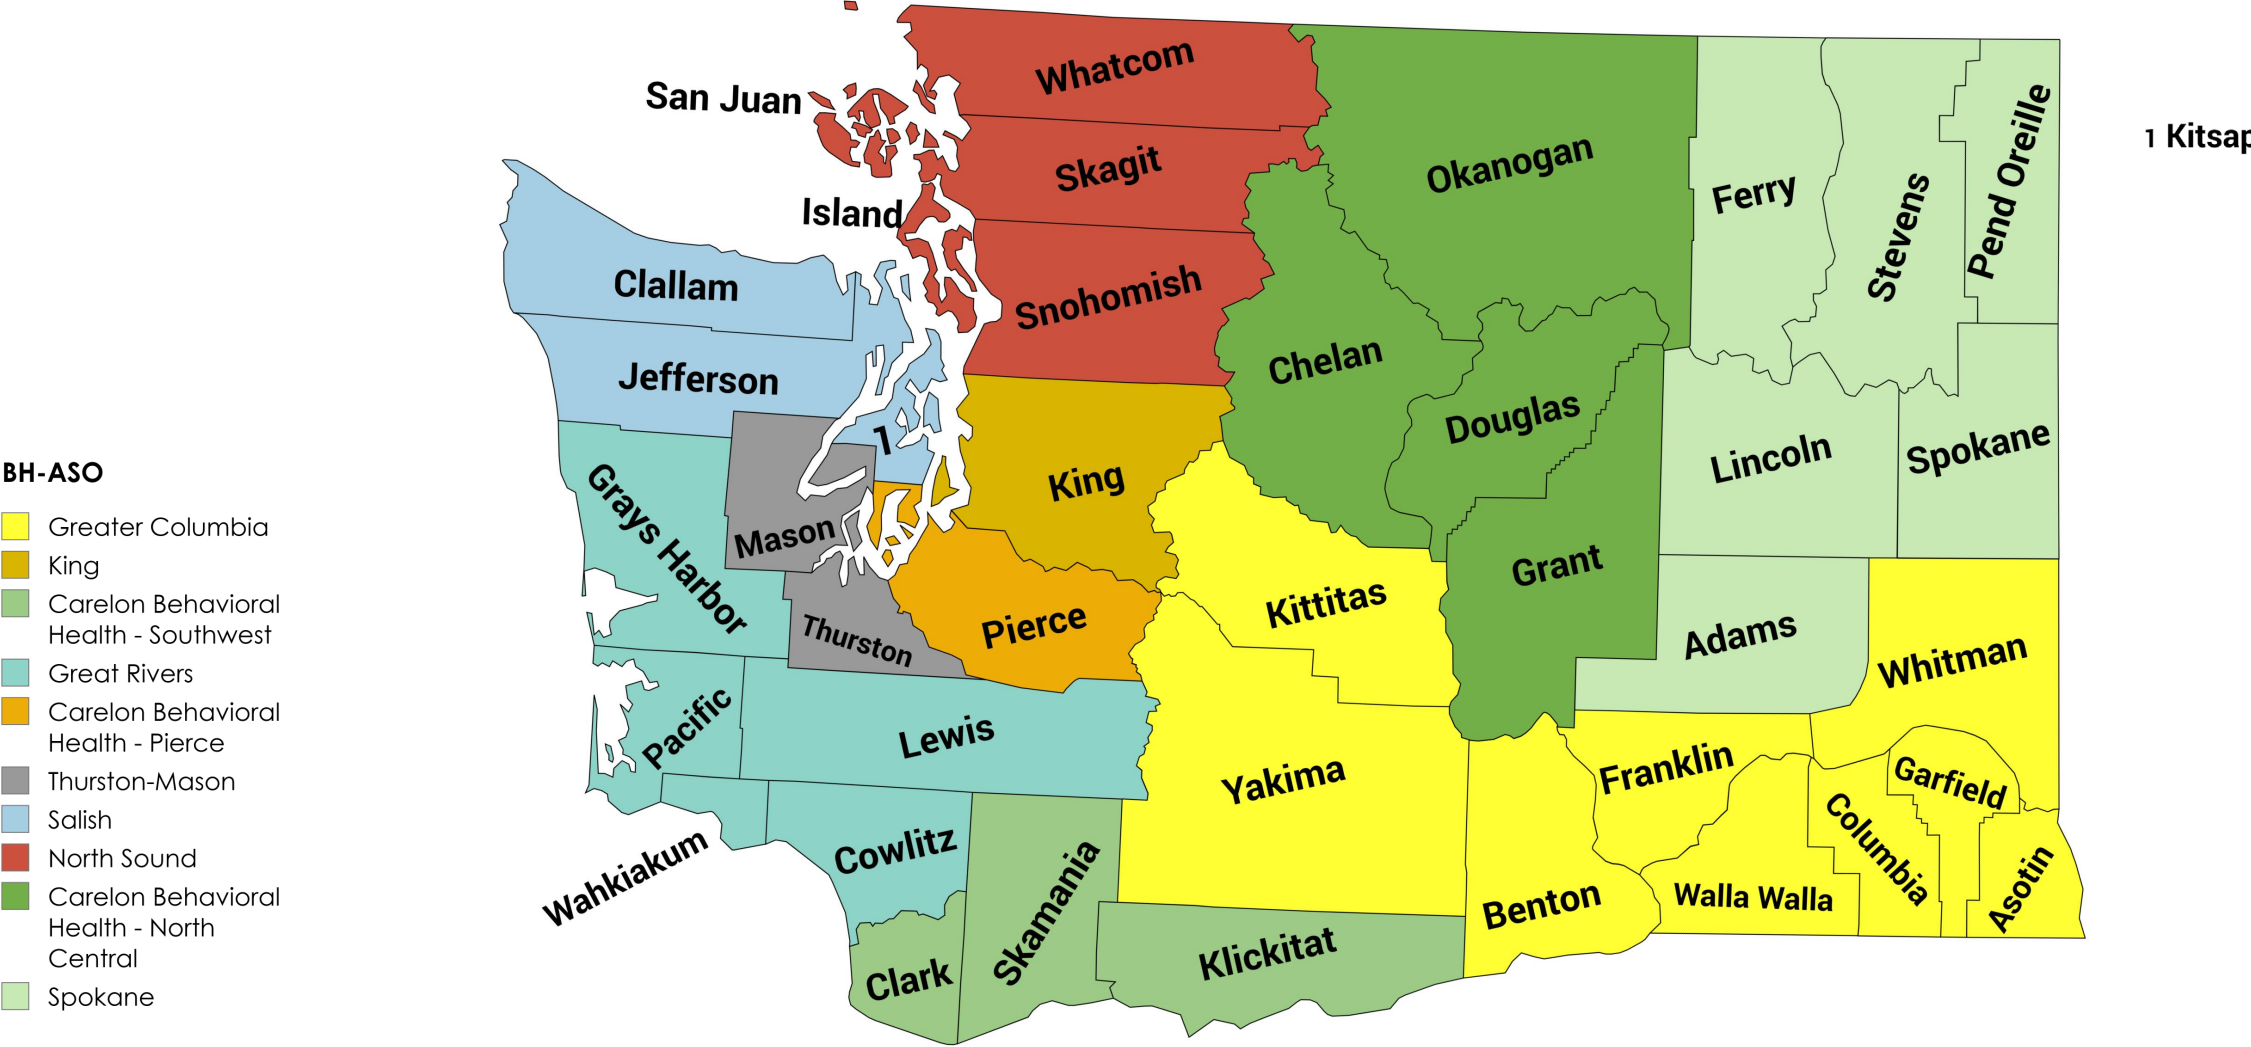 Whatcom
San Juan
Skagit
Island
Snohomish
Okanogan
Ferry
Stevens
Pend Oreille
1 Kitsap
Clallam
Jefferson
1
Chelan
Douglas
Lincoln
Spokane
King
Grays Harbor
Mason
Thurston
Pierce
Kittitas
Grant
Adams
Whitman
Pacific
Lewis
Yakima
Franklin
Garfield
Columbia
Walla Walla
Asotin
Benton
Wahkiakum
Cowlitz
Skamania
Clark
Klickitat
BH-ASO
Greater Columbia
King
Carelon Behavioral
Health - Southwest
Great Rivers
Carelon Behavioral
Health - Pierce
Thurston-Mason
Salish
North Sound
Carelon Behavioral
Health - North
Central
Spokane